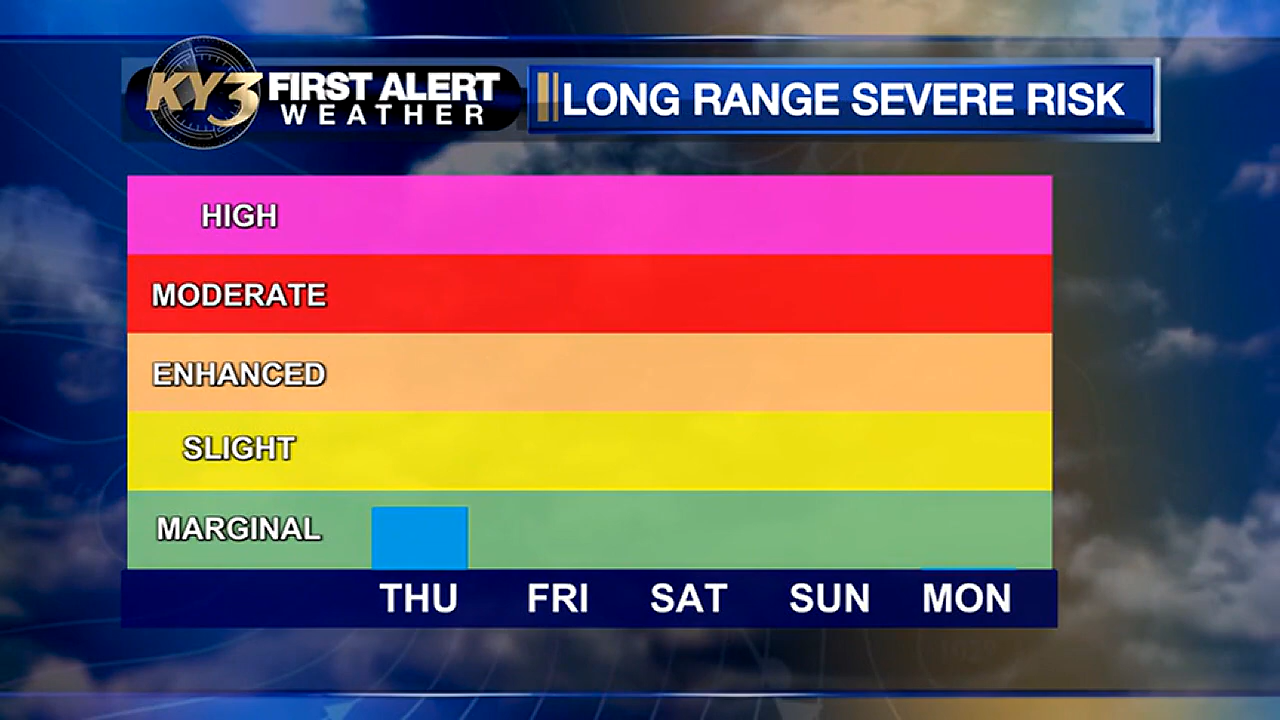 KY3 FIRST ALERT
WEATHER
LONG RANGE SEVERE RISK
HIGH
MODERATE
ENHANCED
SLIGHT
MARGINAL
THU FRI SAT SUN MON